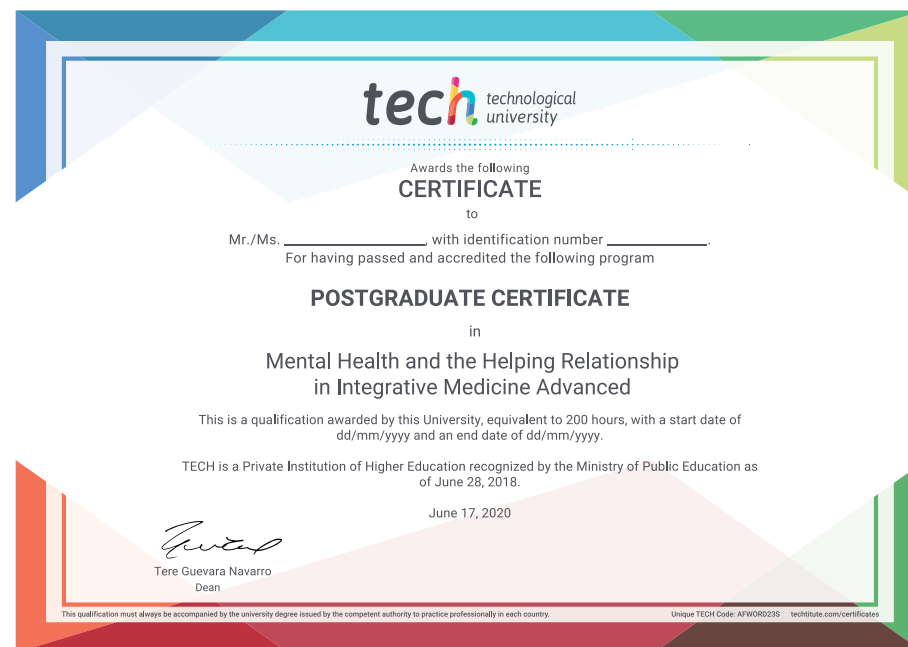 tech technological
university
Awards the following
CERTIFICATE
to
Mr./Ms. ____________________, with identification number ______________.
For having passed and accredited the following program
POSTGRADUATE CERTIFICATE
in
Mental Health and the Helping Relationship
in Integrative Medicine Advanced
This is a qualification awarded by this University, equivalent to 200 hours, with a start date of
dd/mm/yyyy and an end date of dd/mm/yyyy.
TECH is a Private Institution of Higher Education recognized by the Ministry of Public Education as
of June 28, 2018.
June 17, 2020
Tere Guevara Navarro
Dean
This qualification must always be accompanied by the university degree issued by the competent authority to practice professionally in each country. Unique TECH Code: AFWORD23S techtitute.com/certificates